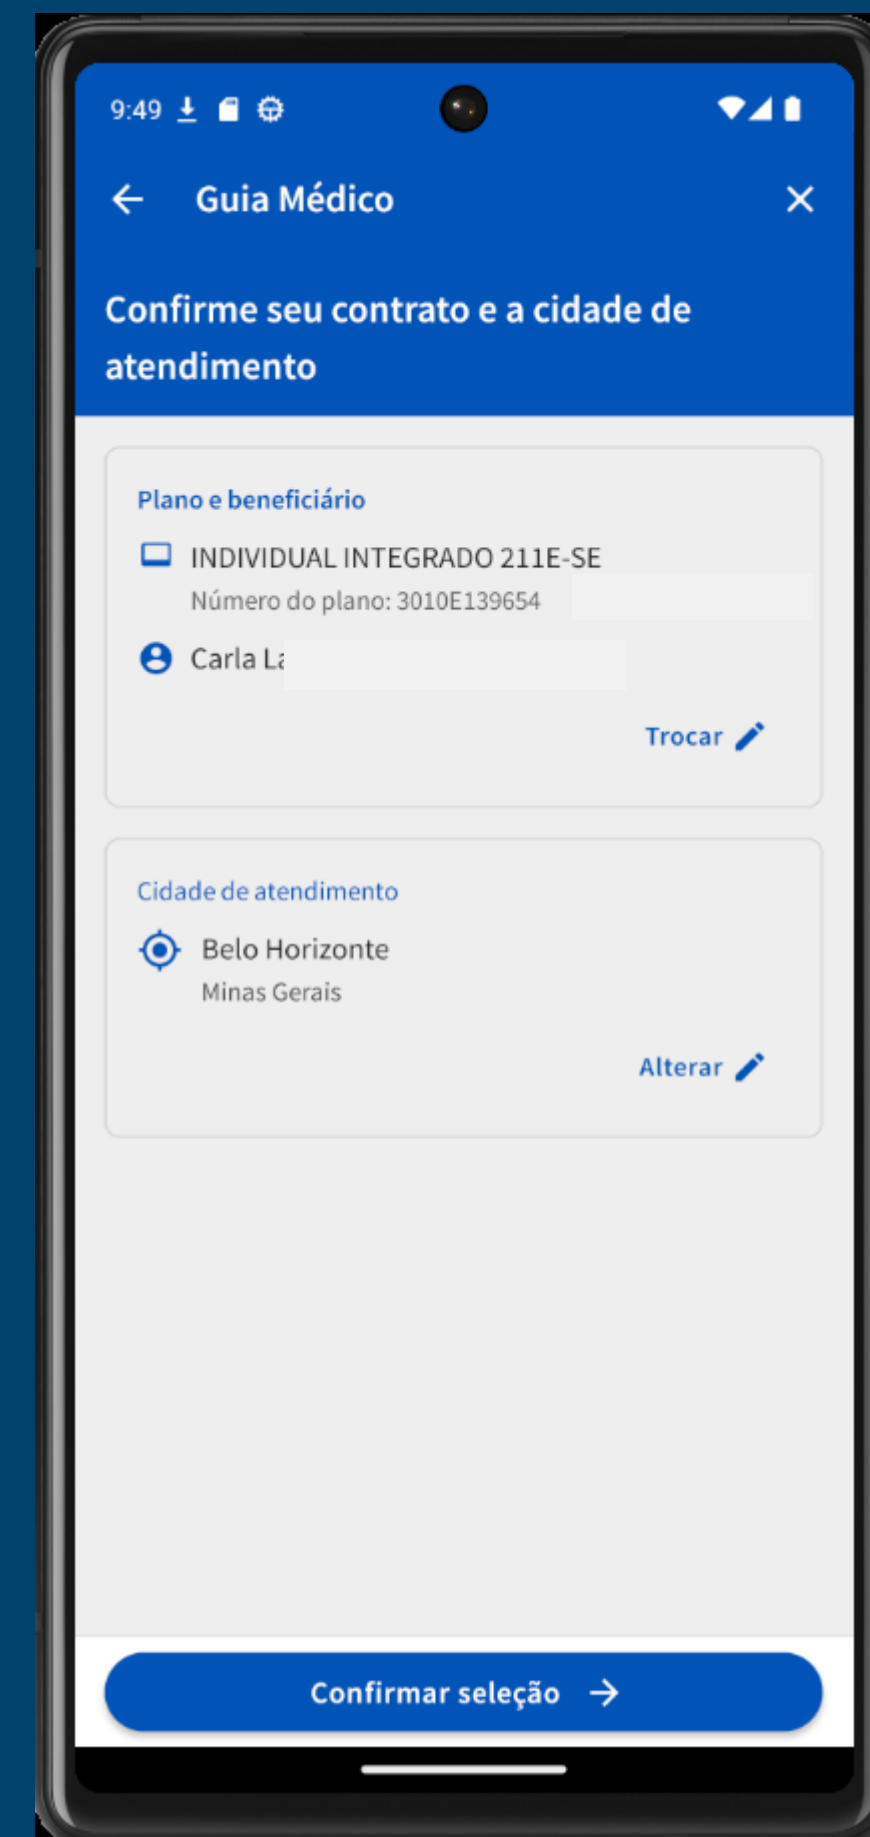 9:49
Guia Médico
Confirme seu contrato e a cidade de
atendimento
Plano e beneficiário
INDIVIDUAL INTEGRADO 211E-SE
Número do plano: 3010E139654
Carla
Trocar
Cidade de atendimento
Belo Horizonte
Minas Gerais
Alterar
Confirmar seleção